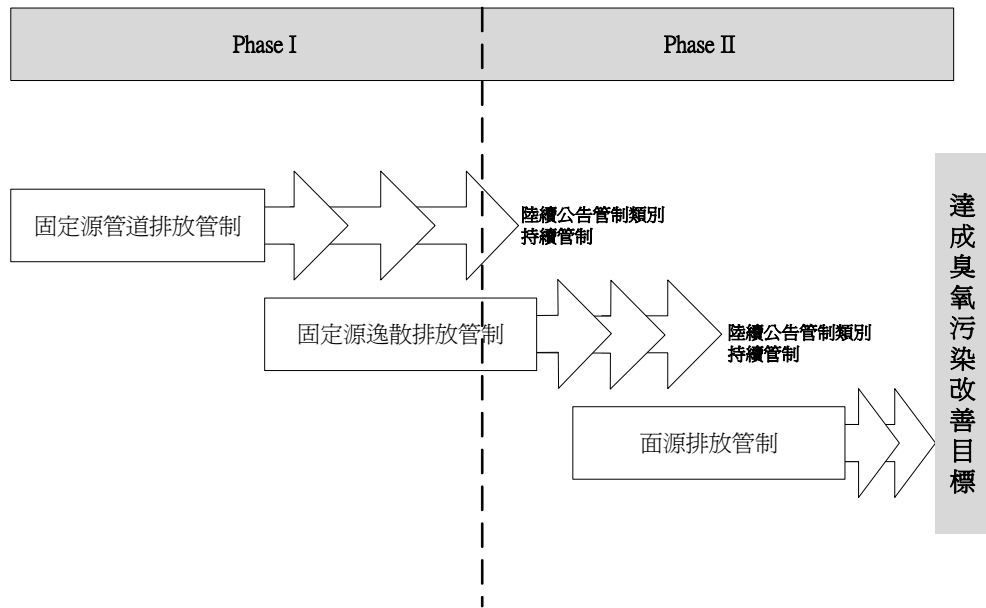 Phase I
Phase II
固定源管道排放管制
陸續公告管制類別
持續管制
固定源逸散排放管制
陸續公告管制類別
持續管制
面源排放管制
達成臭氧污染改善目標